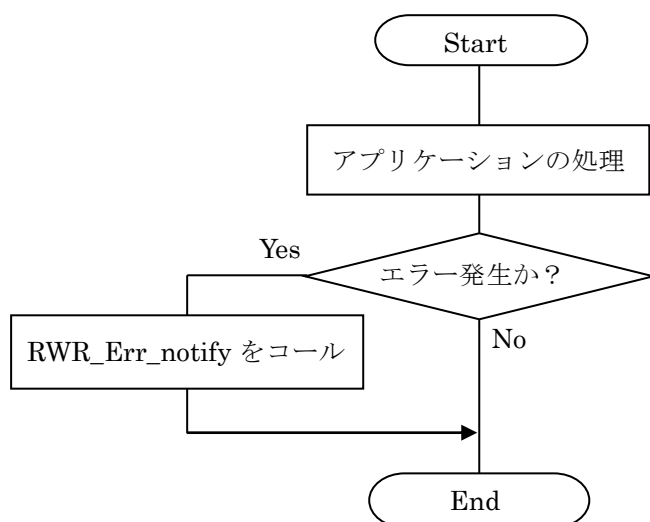 Start
アプリケーションの処理
Yes
エラー発生か？
RWR_Err_notify をコール
No
End